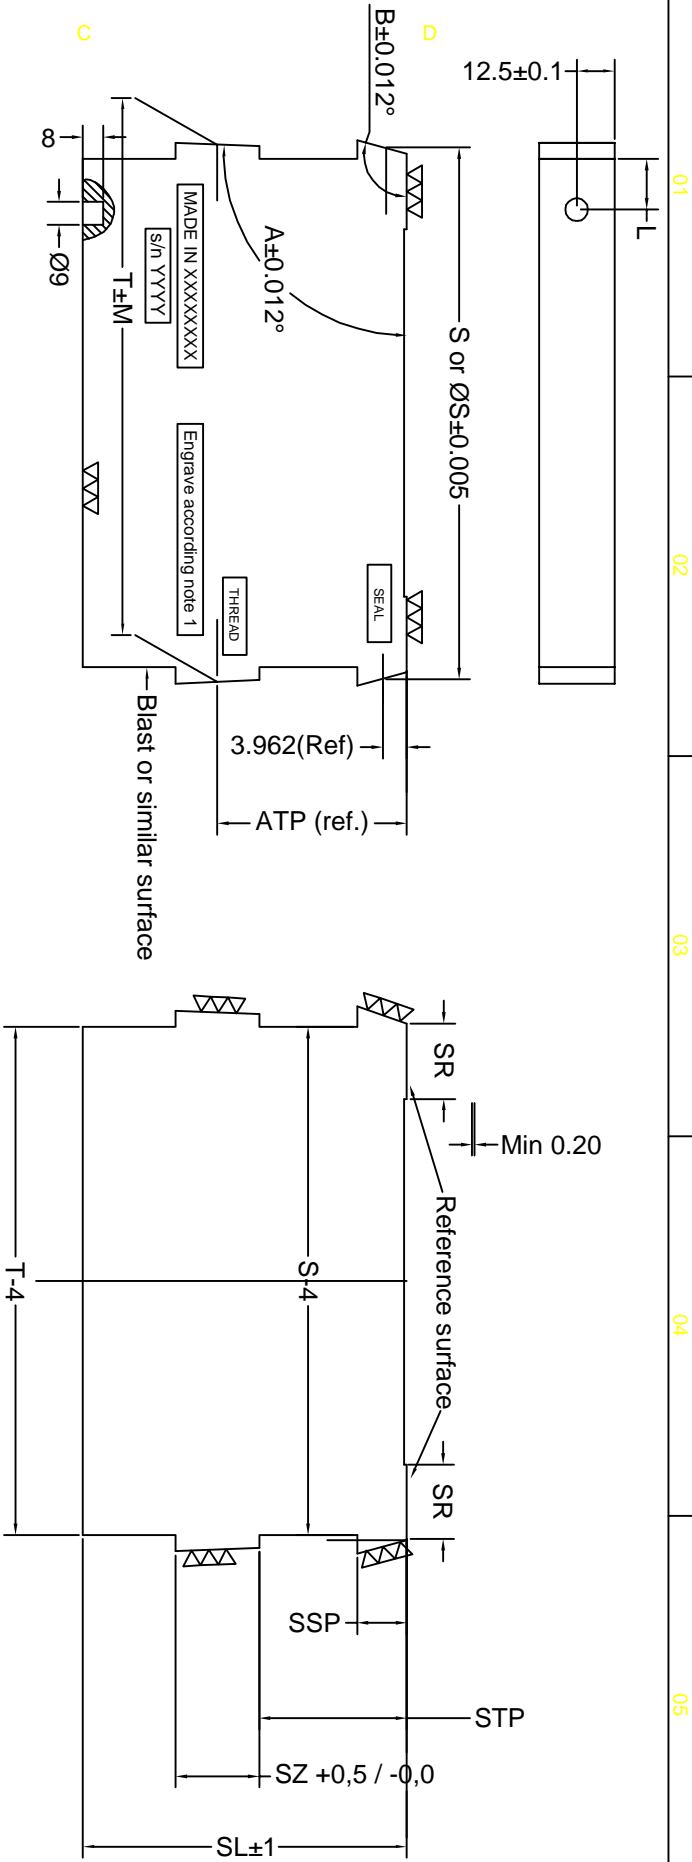 01
02
03
04
05
C
D
12.5±0.1
L
B±0.012°
A±0.012°
S or ØS±0.005
8
Ø9
T±M
MADE IN XXXXXXXX
s/n YYYY
Engrave according note 1
THREAD
SEAL
3.962(Ref)
ATP (ref.)
Blast or similar surface
SR
Min 0.20
Reference surface
S-4
T-4
SR
SSP
STP
SZ +0,5 / -0,0
SL±1